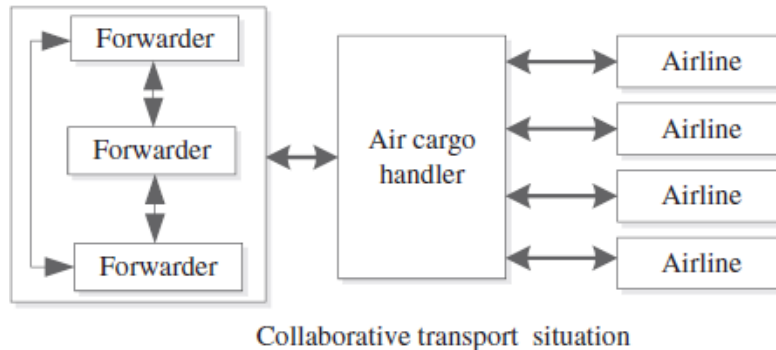 Forwarder
Forwarder
Forwarder
Air cargo
handler
Airline
Airline
Airline
Airline
Collaborative transport situation